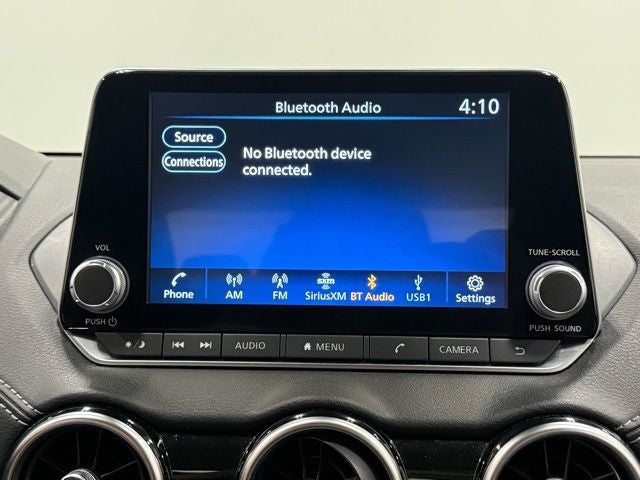 Bluetooth Audio 4:10
Source
Connections
No Bluetooth device
connected.
Phone AM FM SiriusXM BT Audio USB1 Settings
sxm
VOL
PUSH
TUNE·SCROLL
PUSH SOUND
AUDIO MENU CAMERA